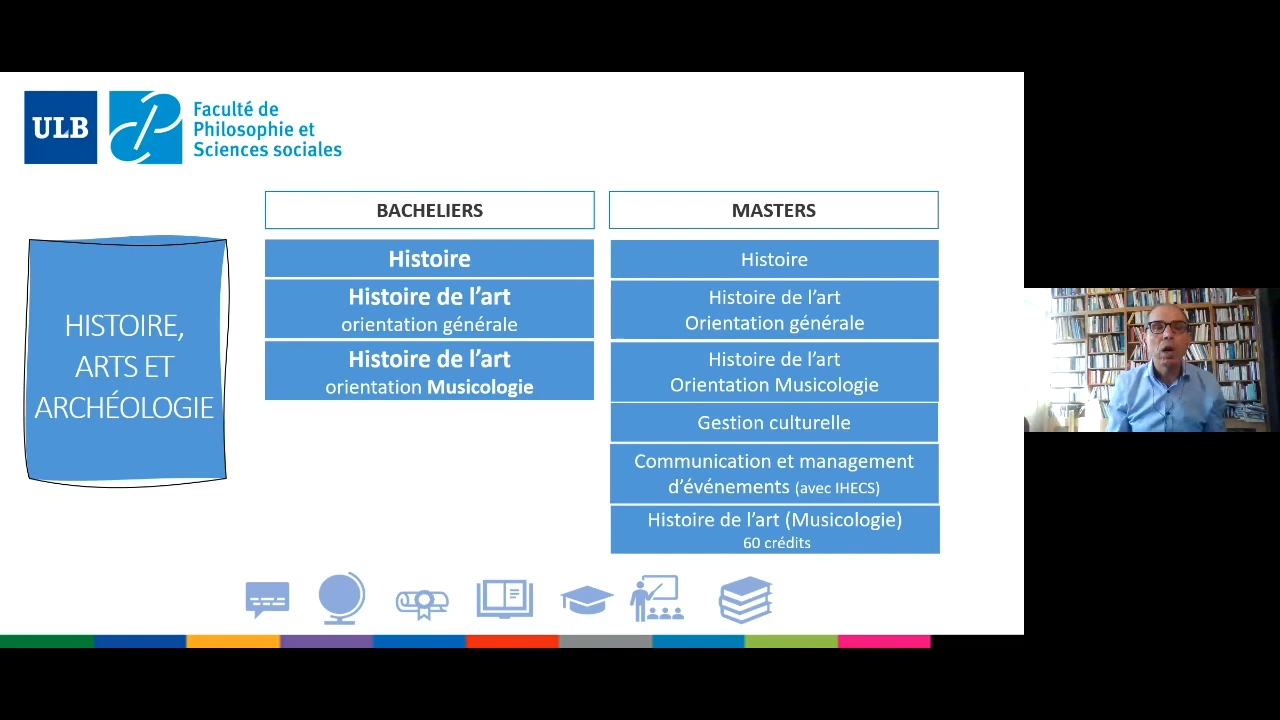 ULB
Faculté de
Philosophie et
Sciences sociales
HISTOIRE,
ARTS ET
ARCHÉOLOGIE
BACHELIERS
Histoire
Histoire de l'art
orientation générale
Histoire de l'art
orientation Musicologie
MASTERS
Histoire
Histoire de l'art
Orientation générale
Histoire de l'art
Orientation Musicologie
Gestion culturelle
Communication et management
d'événements (avec IHECS)
Histoire de l'art (Musicologie)
60 crédits